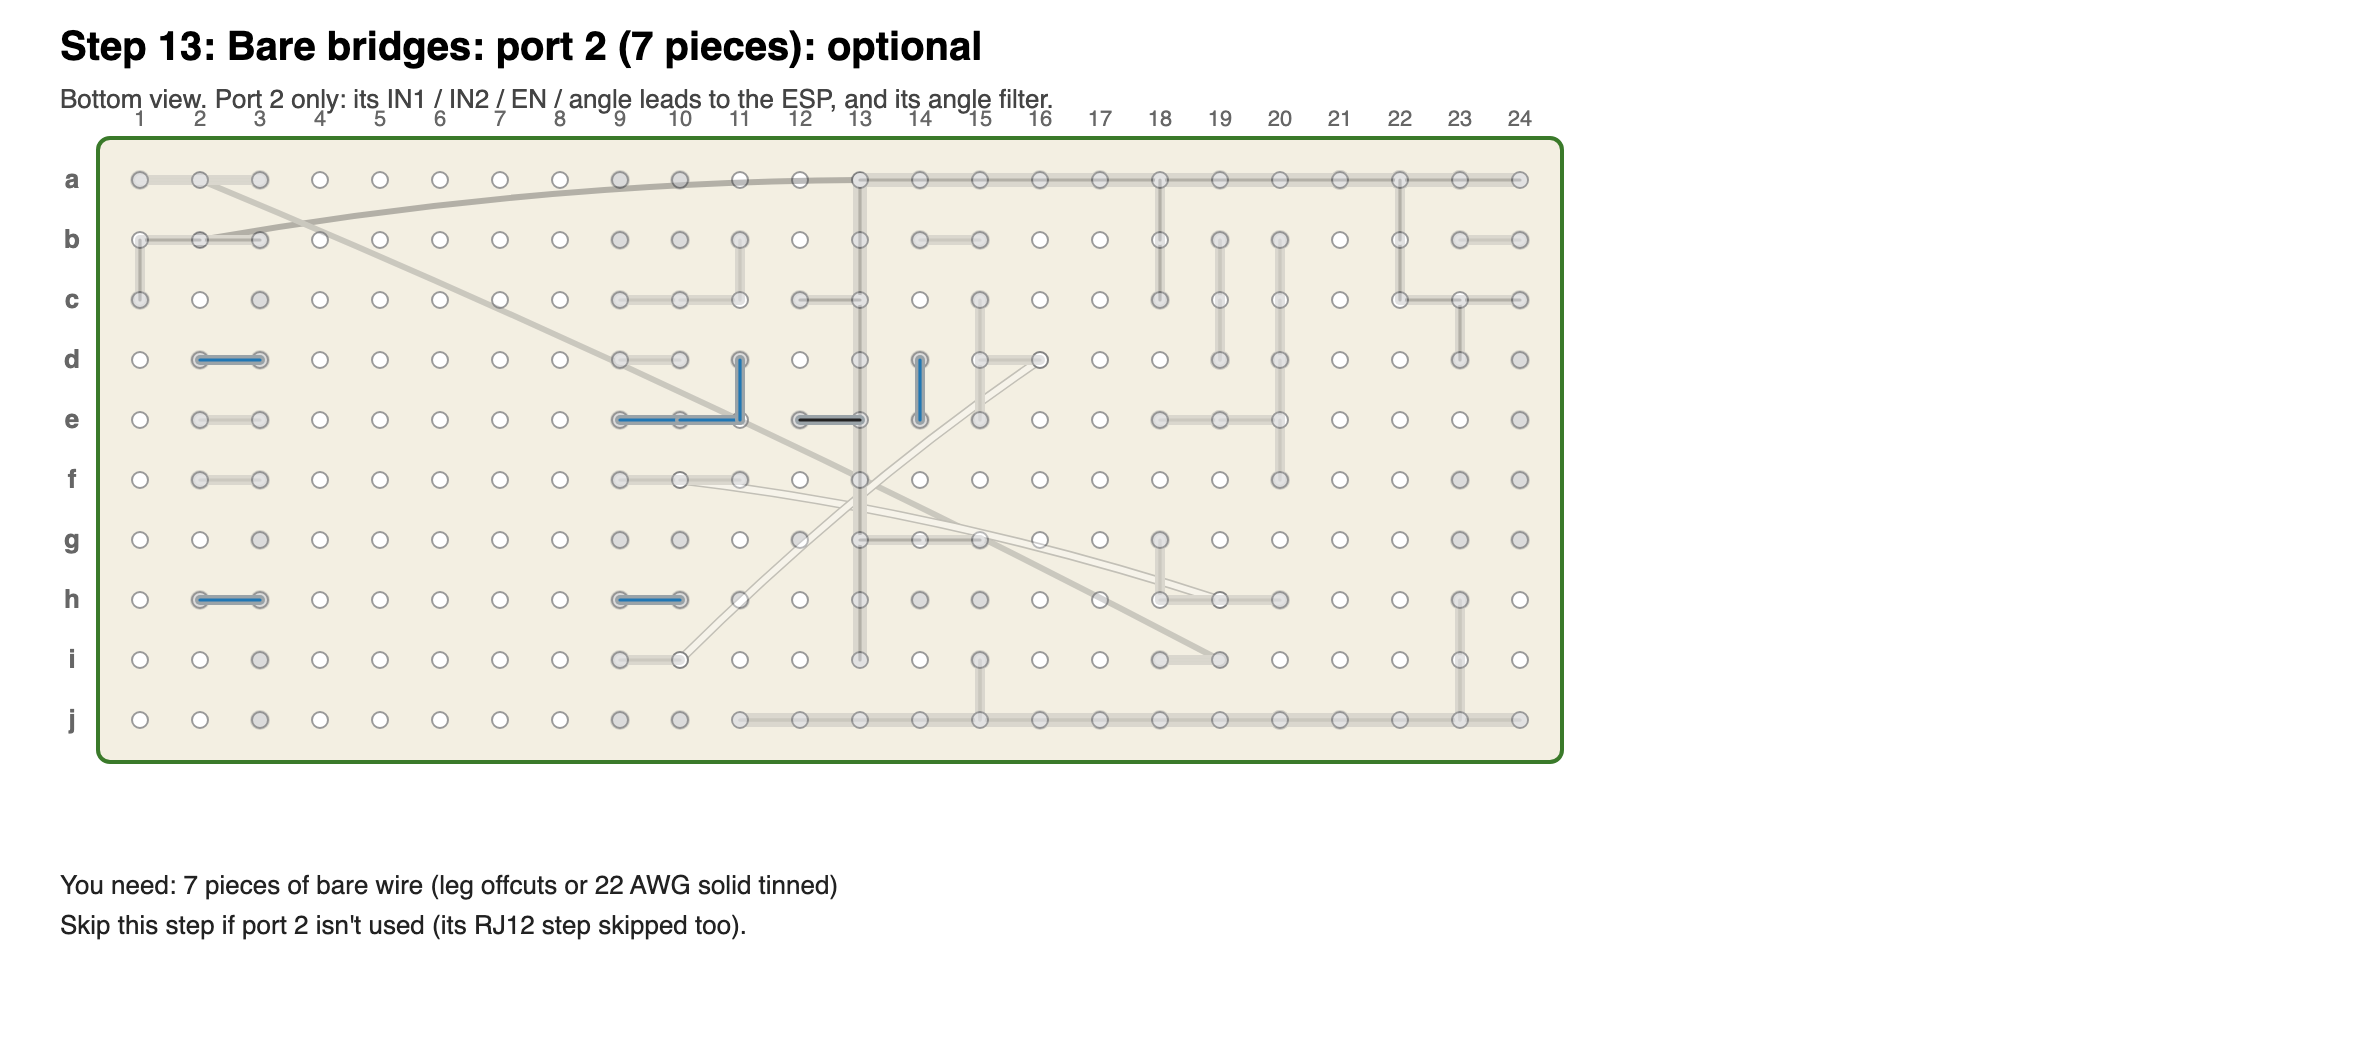 Step 13: Bare bridges: port 2 (7 pieces): optional
Bottom view. Port 2 only: its IN1 / IN2 / EN / angle leads to the ESP, and its angle filter.
1 2 3 4 5 6 7 8 9 10 11 12 13 14 15 16 17 18 19 20 21 22 23 24
a
b
c
d
e
f
g
h
i
j
You need: 7 pieces of bare wire (leg offcuts or 22 AWG solid tinned)
Skip this step if port 2 isn't used (its RJ12 step skipped too).